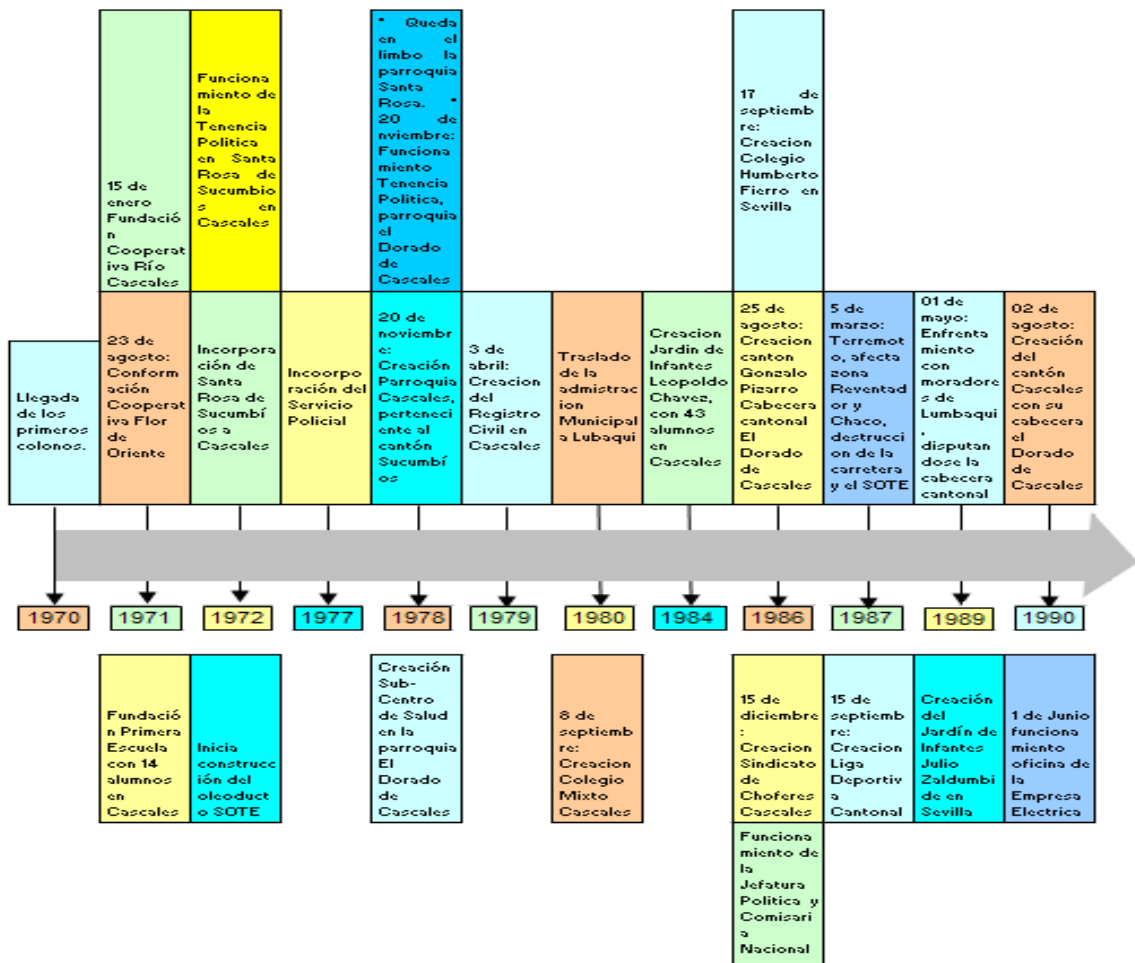 15 de
enero
Fundació
n
Cooperat
iva Río
Cascales
Funciona
miento de
la
Tenencia
Politica
en Santa
Rosa de
Sucumbio
s en
Cascales
* Queda
en el
limbo la
parroquia
Santa
Rosa. *
20 de
nviembre:
Funciona
miento
Tenencia
Politica,
parroquia
el
Dorado
de
Cascales
17 de
septiemb
re:
Creacion
Colegio
Humberto
Fierro en
Sevilla
Llegada
de los
primeros
colonos.
23 de
agosto:
Conform
ación
Cooperat
iva Flor
de
Oriente
Incorpora
ción de
Santa
Rosa de
Sucumbí
os a
Cascales
Incoorpo
ración del
Servicio
Policial
20 de
noviembr
e:
Creación
Parroquia
Cascales,
perteneci
ente al
cantón
Sucumbí
os
3 de
abril:
Creacion
del
Registro
Civil en
Cascales
Traslado
de la
admistrac
ion
Municipal
a Lubaqui
Creacion
Jardin de
Infantes
Leopoldo
Chavez,
con 43
alumnos
en
Cascales
25 de
agosto:
Creacion
canton
Gonzalo
Pizarro
Cabecera
cantonal
El
Dorado
de
Cascales
5 de
marzo:
Terremot
o, afecta
zona
Reventad
or y
Chaco,
destrucc
ion de la
carretera
y el SOTE
01 de
mayo:
Enfrenta
miento
con
moradore
s de
Lumbaqui
,
disputan
dose la
cabecera
cantonal
02 de
agosto:
Creación
del
cantón
Cascales
con su
cabecera
el
Dorado
de
Cascales
1970
1971
1972
1977
1978
1979
1980
1984
1986
1987
1989
1990
Fundació
n Primera
Escuela
con 14
alumnos
en
Cascales
Inicia
construcc
ión del
oleoduct
o SOTE
Creación
Sub-
Centro
de Salud
en la
parroquia
El
Dorado
de
Cascales
8 de
septiemb
re:
Creacion
Colegio
Mixto
Cascales
15 de
diciembre
:
Creacion
Sindicato
de
Choferes
Cascales
15 de
septiemb
re:
Creacion
Liga
Deportiv
a
Cantonal
Creación
del
Jardín de
Infantes
Julio
Zaldumbi
de en
Sevilla
1 de Junio
funciona
miento
oficina de
la
Empresa
Electrica
Funciona
miento de
la
Jefatura
Politica y
Comisari
a
Nacional